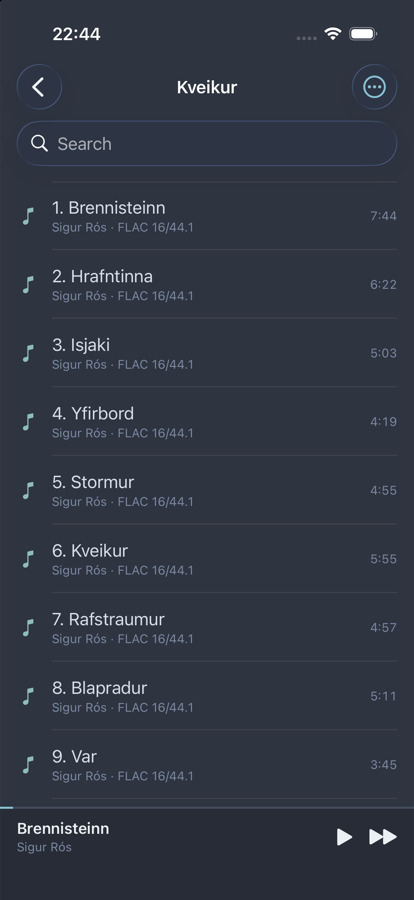 22:44
Kveikur
Search
1. Brennisteinn
Sigur Rós · FLAC 16/44.1
7:44
2. Hrafntinna
Sigur Rós · FLAC 16/44.1
6:22
3. Isjaki
Sigur Rós · FLAC 16/44.1
5:03
4. Yfirbord
Sigur Rós · FLAC 16/44.1
4:19
5. Stormur
Sigur Rós · FLAC 16/44.1
4:55
6. Kveikur
Sigur Rós · FLAC 16/44.1
5:55
7. Rafstraumur
Sigur Rós · FLAC 16/44.1
4:57
8. Blapradur
Sigur Rós · FLAC 16/44.1
5:11
9. Var
Sigur Rós · FLAC 16/44.1
3:45
Brennisteinn
Sigur Rós